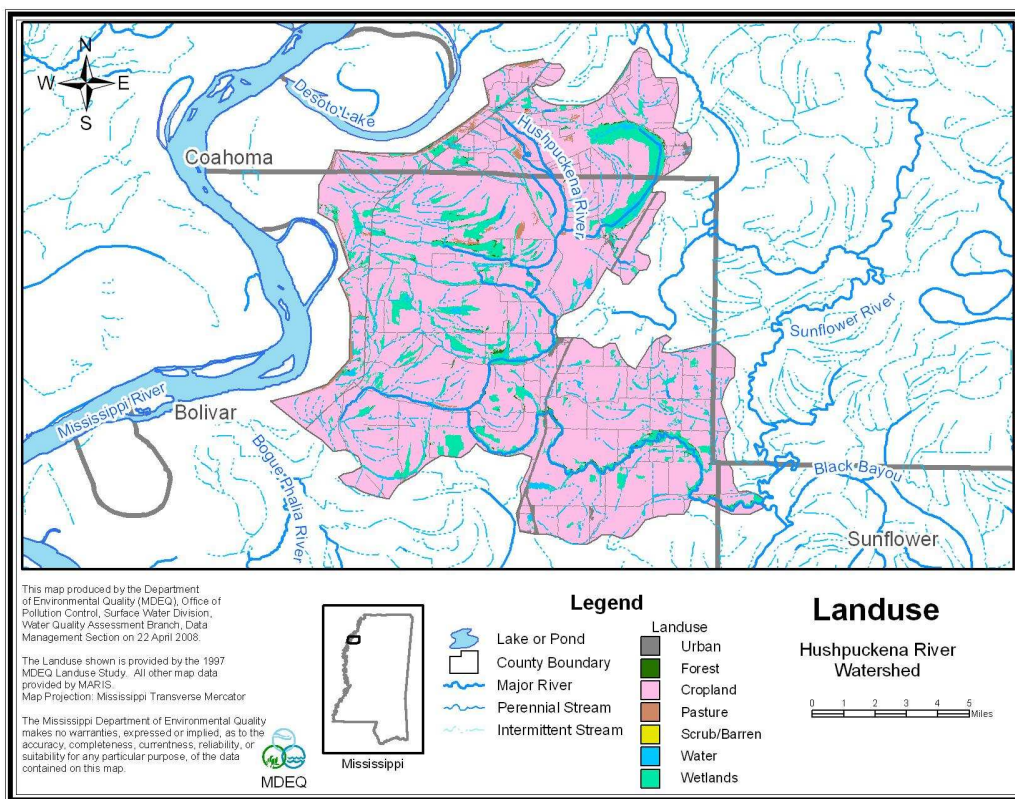 N
W E
S
Desoto Lake
Coahoma
Hushpuckena River
Sunflower River
Mississippi River
Bolivar
Bogue Phalia River
Black Bayou
Sunflower
This map produced by the Department
of Environmental Quality (MDEQ), Office of
Pollution Control, Surface Water Division,
Water Quality Assessment Branch, Data
Management Section on 22 April 2008.
The Landuse shown is provided by the 1997
MDEQ Landuse Study. All other map data
provided by MARIS.
Map Projection: Mississippi Transverse Mercator
The Mississippi Department of Environmental Quality
makes no warranties, expressed or implied, as to the
accuracy, completeness, currentness, reliability, or
suitability for any particular purpose, of the data
contained on this map.
MDEQ
Mississippi
Legend
Lake or Pond
County Boundary
Major River
Perennial Stream
Intermittent Stream
Landuse
Urban
Forest
Cropland
Pasture
Scrub/Barren
Water
Wetlands
Landuse
Hushpuckena River
Watershed
0 1 2 3 4 5
Miles